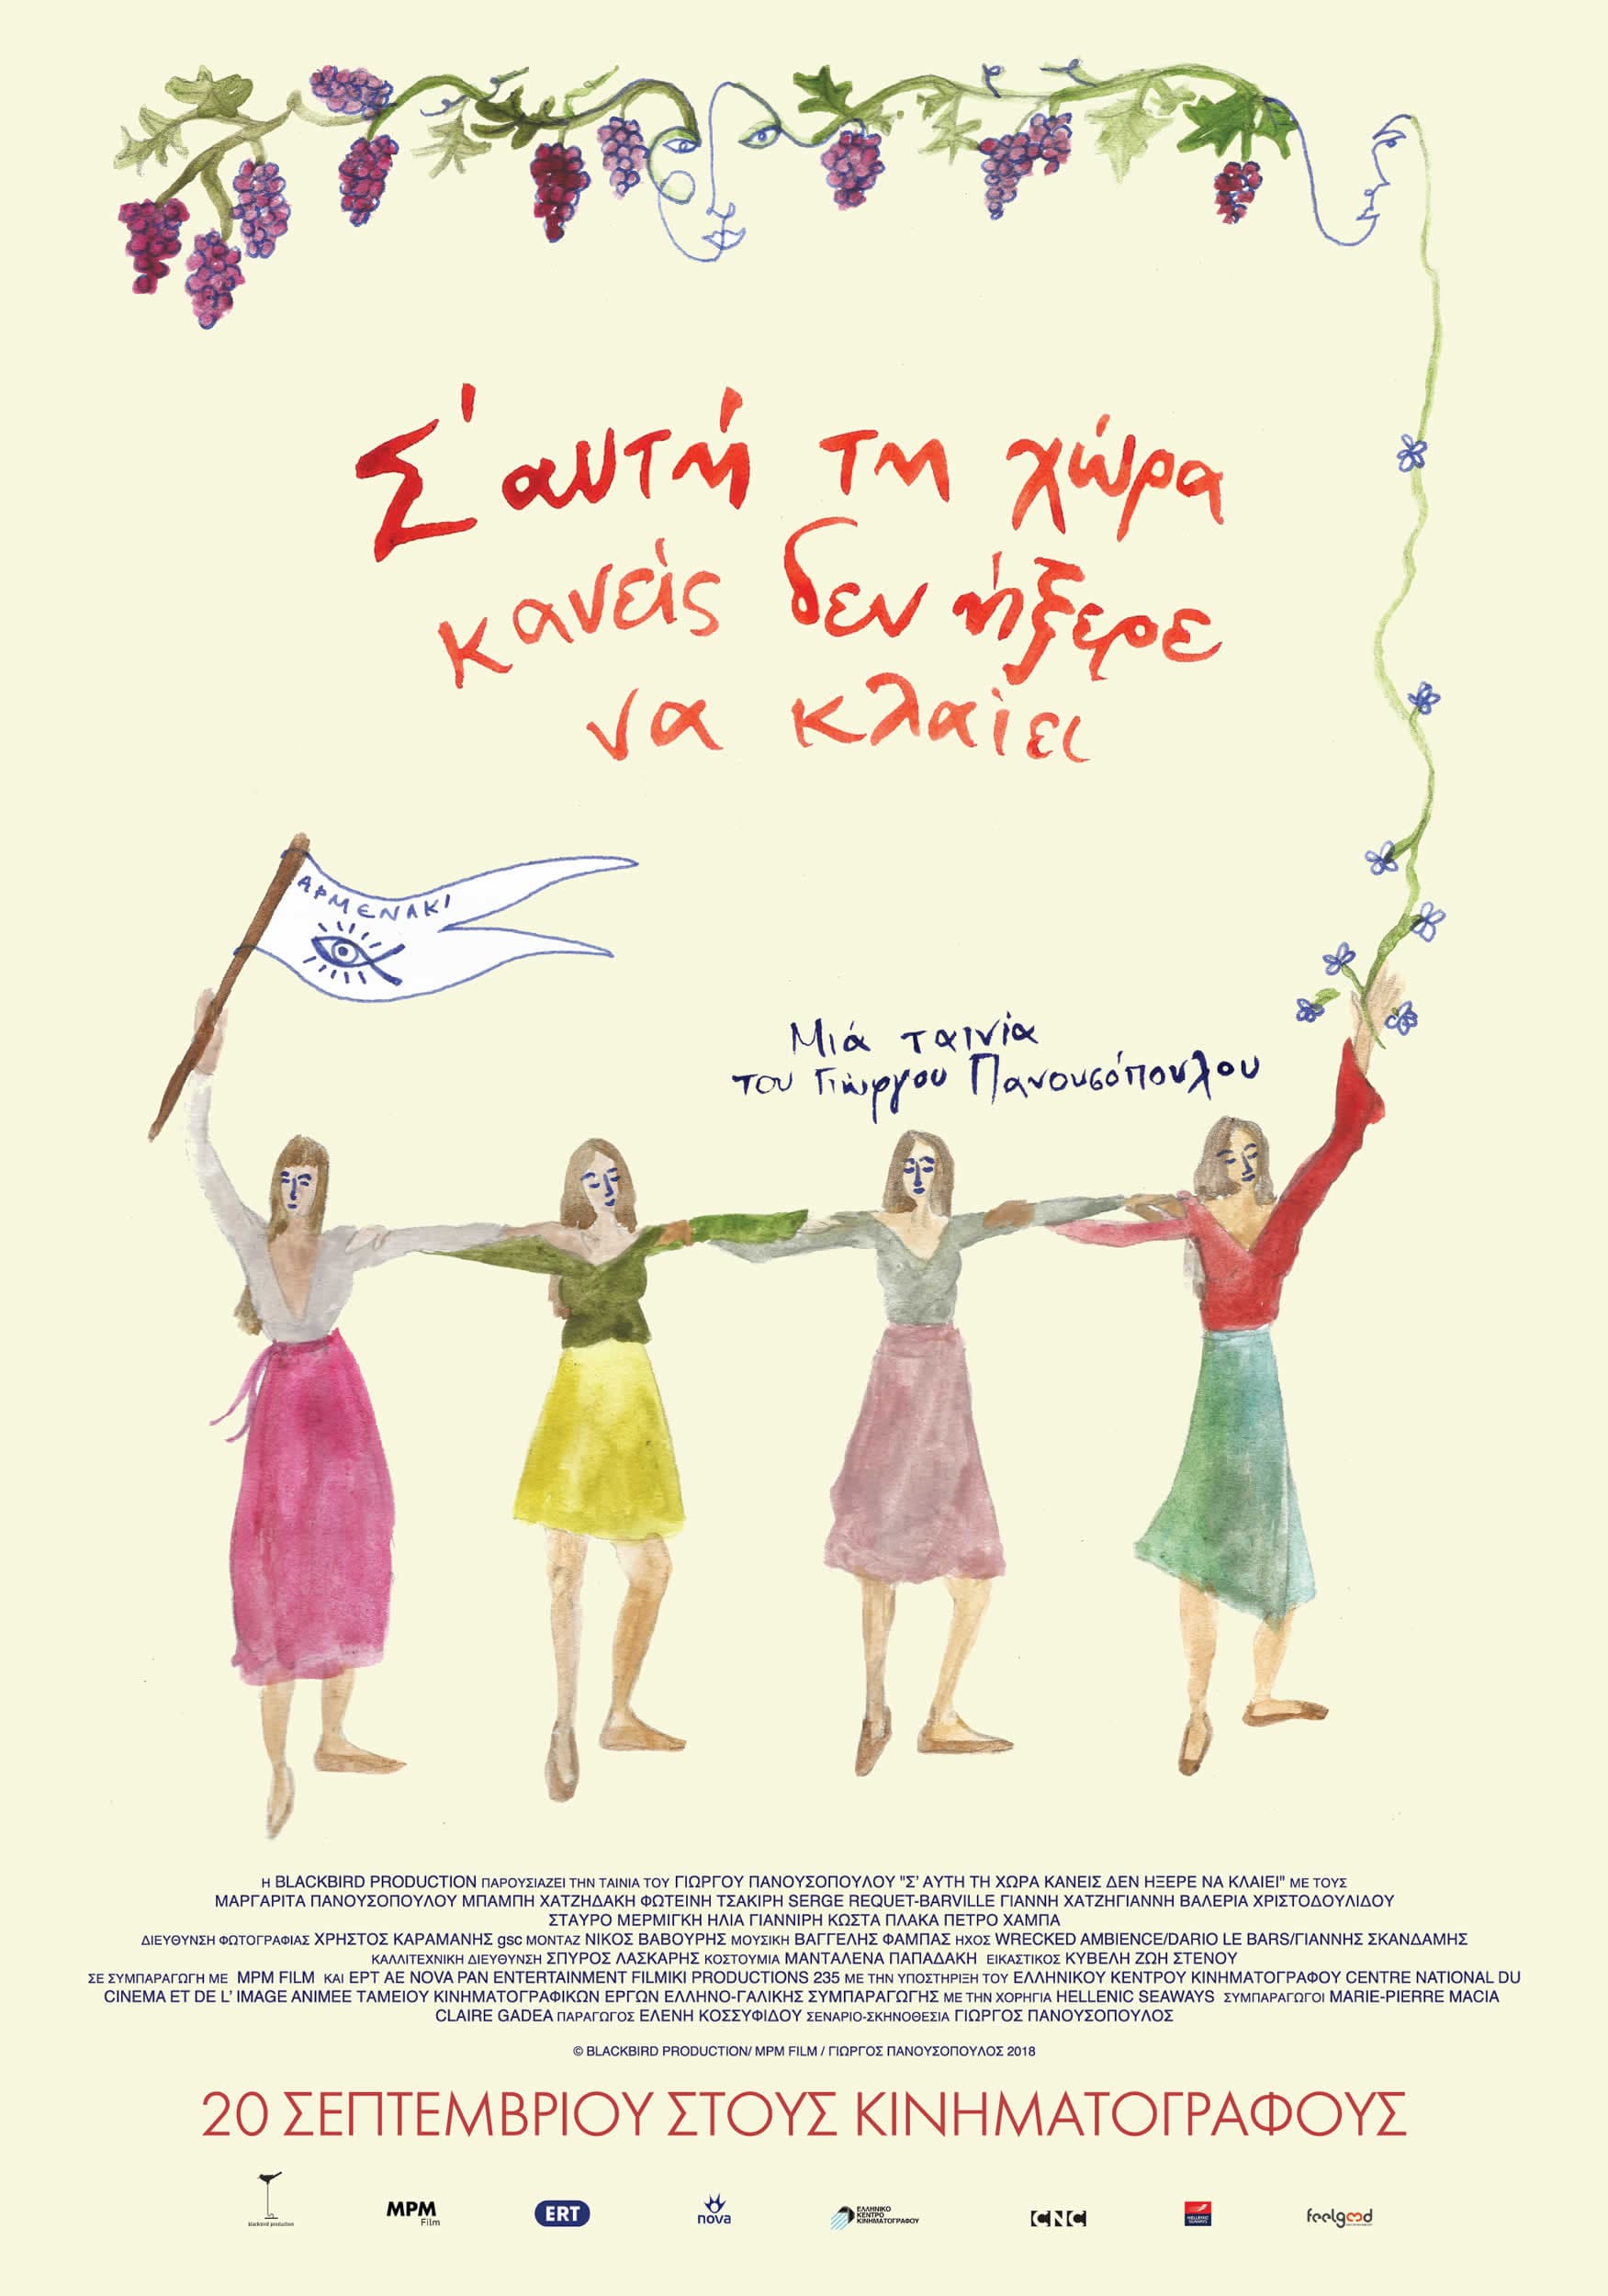 Σ' αυτή τη χώρα
κανείς δεν ήξερε
να κλαίει
ΑΡΜΕΝΑΚΙ
Μιά ταινία
του Γιώργου Πανουσόπουλου
Η BLACKBIRD PRODUCTION ΠΑΡΟΥΣΙΑΖΕΙ ΤΗΝ ΤΑΙΝΙΑ ΤΟΥ ΓΙΩΡΓΟΥ ΠΑΝΟΥΣΟΠΟΥΛΟΥ "Σ' ΑΥΤΗ ΤΗ ΧΩΡΑ ΚΑΝΕΙΣ ΔΕΝ ΗΞΕΡΕ ΝΑ ΚΛΑΙΕΙ" ΜΕ ΤΟΥΣ
ΜΑΡΓΑΡΙΤΑ ΠΑΝΟΥΣΟΠΟΥΛΟΥ ΜΠΑΜΠΗ ΧΑΤΖΗΔΑΚΗ ΦΩΤΕΙΝΗ ΤΣΑΚΙΡΗ SERGE REQUET-BARVILLE ΓΙΑΝΝΗ ΧΑΤΖΗΓΙΑΝΝΗ ΒΑΛΕΡΙΑ ΧΡΙΣΤΟΔΟΥΛΙΔΟΥ
ΣΤΑΥΡΟ ΜΕΡΜΙΓΚΗ ΗΛΙΑ ΓΙΑΝΝΙΡΗ ΚΩΣΤΑ ΠΛΑΚΑ ΠΕΤΡΟ ΧΑΜΠΑ
ΔΙΕΥΘΥΝΣΗ ΦΩΤΟΓΡΑΦΙΑΣ ΧΡΗΣΤΟΣ ΚΑΡΑΜΑΝΗΣ gsc ΜΟΝΤΑΖ ΝΙΚΟΣ ΒΑΒΟΥΡΗΣ ΜΟΥΣΙΚΗ ΒΑΓΓΕΛΗΣ ΦΑΜΠΑΣ ΗΧΟΣ WRECKED AMBIENCE/DARIO LE BARS/ΓΙΑΝΝΗΣ ΣΚΑΝΔΑΜΗΣ
ΚΑΛΛΙΤΕΧΝΙΚΗ ΔΙΕΥΘΥΝΣΗ ΣΠΥΡΟΣ ΛΑΣΚΑΡΗΣ ΚΟΣΤΟΥΜΙΑ ΜΑΝΤΑΛΕΝΑ ΠΑΠΑΔΑΚΗ ΕΙΚΑΣΤΙΚΟΣ ΚΥΒΕΛΗ ΖΩΗ ΣΤΕΝΟΥ
ΣΕ ΣΥΜΠΑΡΑΓΩΓΗ ΜΕ MPM FILM ΚΑΙ ΕΡΤ ΑΕ NOVA PAN ENTERTAINMENT FILMIKI PRODUCTIONS 235 ΜΕ ΤΗΝ ΥΠΟΣΤΗΡΙΞΗ ΤΟΥ ΕΛΛΗΝΙΚΟΥ ΚΕΝΤΡΟΥ ΚΙΝΗΜΑΤΟΓΡΑΦΟΥ CENTRE NATIONAL DU
CINEMA ET DE L' IMAGE ANIMEE ΤΑΜΕΙΟΥ ΚΙΝΗΜΑΤΟΓΡΑΦΙΚΩΝ ΕΡΓΩΝ ΕΛΛΗΝΟ-ΓΑΛΙΚΗΣ ΣΥΜΠΑΡΑΓΩΓΗΣ ΜΕ ΤΗΝ ΧΟΡΗΓΙΑ HELLENIC SEAWAYS ΣΥΜΠΑΡΑΓΩΓΟΙ MARIE-PIERRE MACIA
CLAIRE GADEA ΠΑΡΑΓΩΓΟΣ ΕΛΕΝΗ ΚΟΣΣΥΦΙΔΟΥ ΣΕΝΑΡΙΟ-ΣΚΗΝΟΘΕΣΙΑ ΓΙΩΡΓΟΣ ΠΑΝΟΥΣΟΠΟΥΛΟΣ
© BLACKBIRD PRODUCTION/ MPM FILM / ΓΙΩΡΓΟΣ ΠΑΝΟΥΣΟΠΟΥΛΟΣ 2018
20 ΣΕΠΤΕΜΒΡΙΟΥ ΣΤΟΥΣ ΚΙΝΗΜΑΤΟΓΡΑΦΟΥΣ
blackbird production
MPM
Film
ERT
nova
ΕΛΛΗΝΙΚΟ
ΚΕΝΤΡΟ
ΚΙΝΗΜΑΤΟΓΡΑΦΟΥ
CNC
HELLENIC
SEAWAYS
feelgood